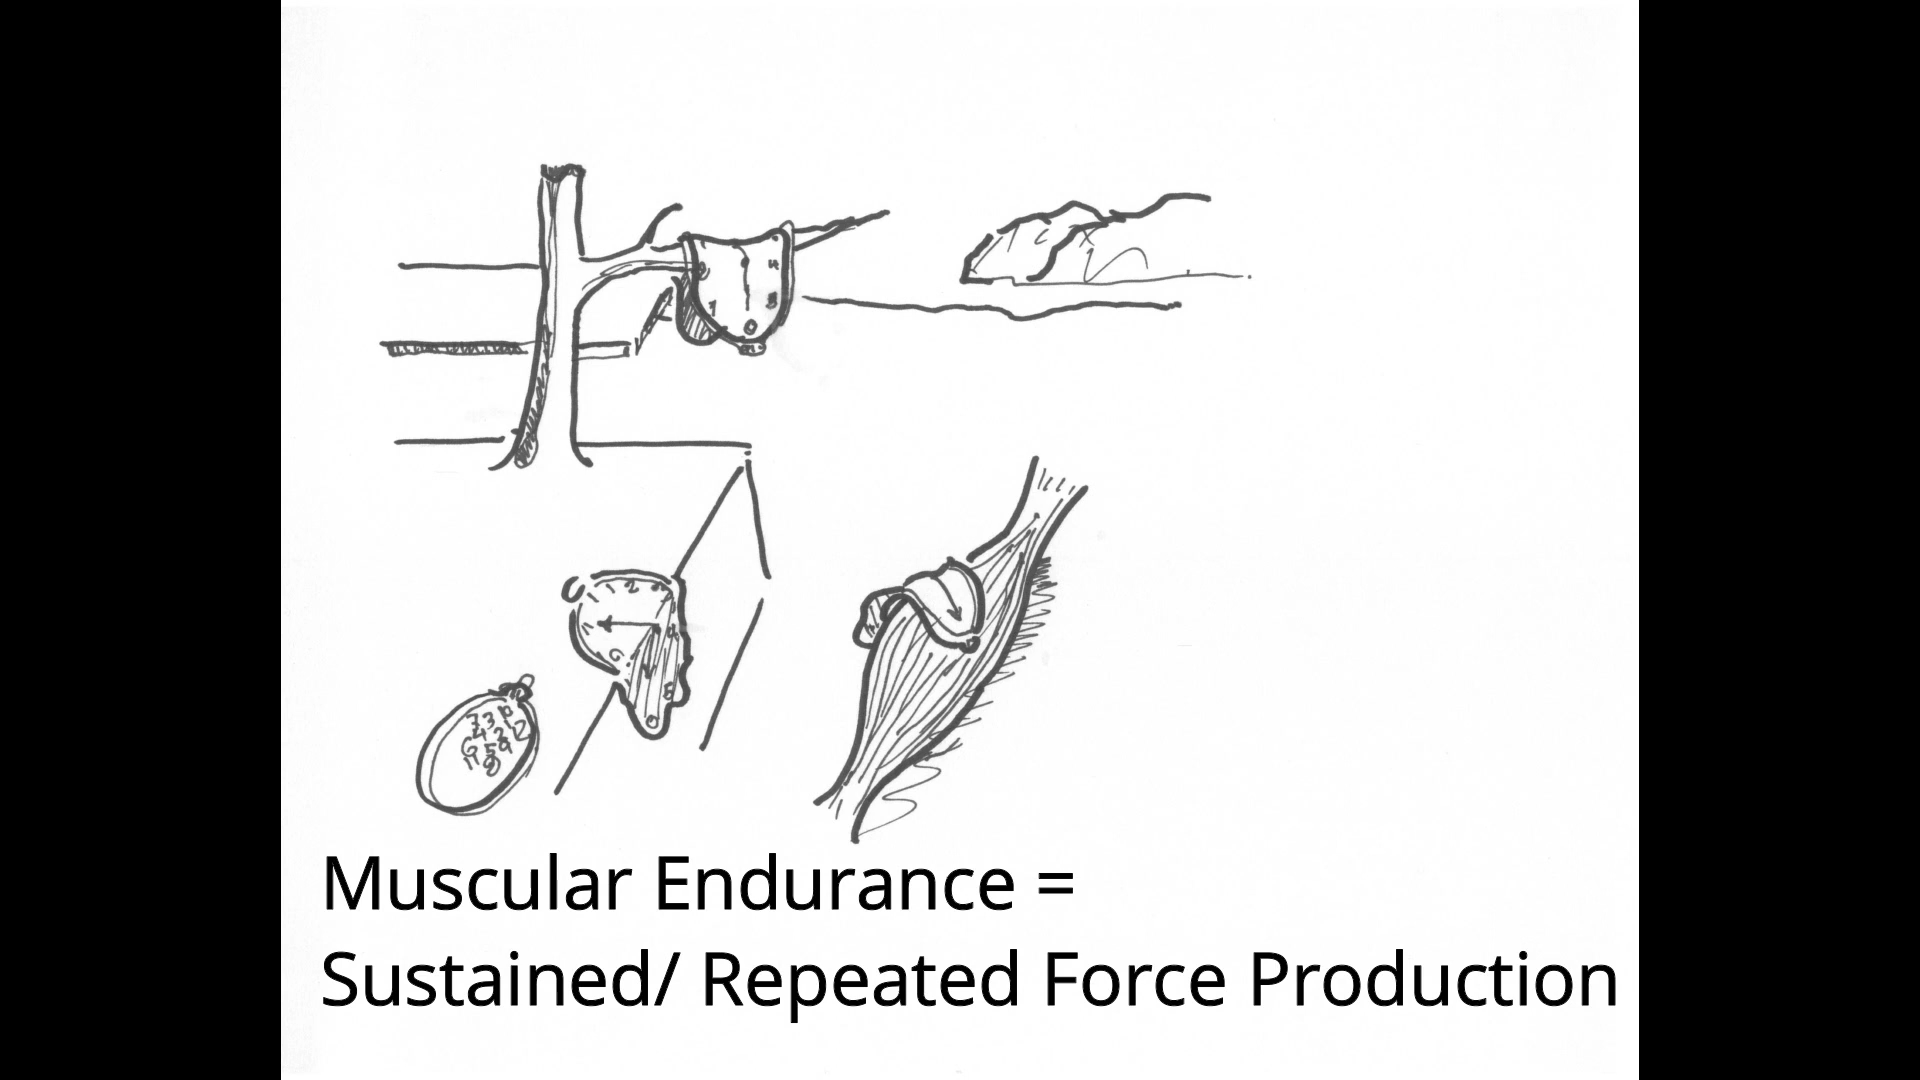 Muscular Endurance =
Sustained/ Repeated Force Production